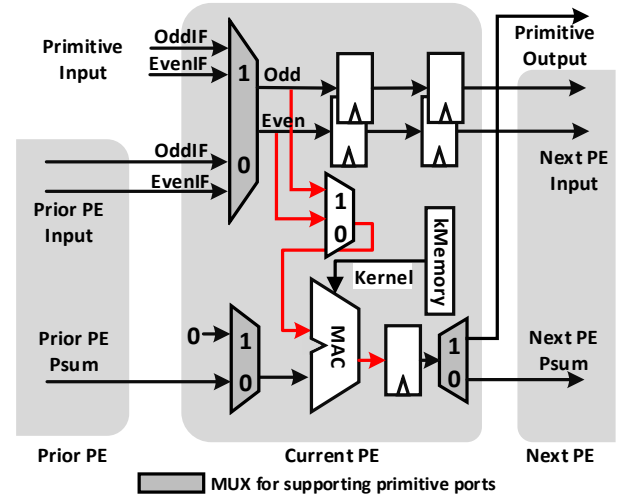 Primitive
Input
OddIF
EvenIF
1
0
Odd
Even
Primitive
Output
OddIF
EvenIF
Prior PE
Input
Next PE
Input
1
0
kMemory
Kernel
MAC
0
1
0
Prior PE
Psum
1
0
Next PE
Psum
Prior PE
Current PE
Next PE
MUX for supporting primitive ports